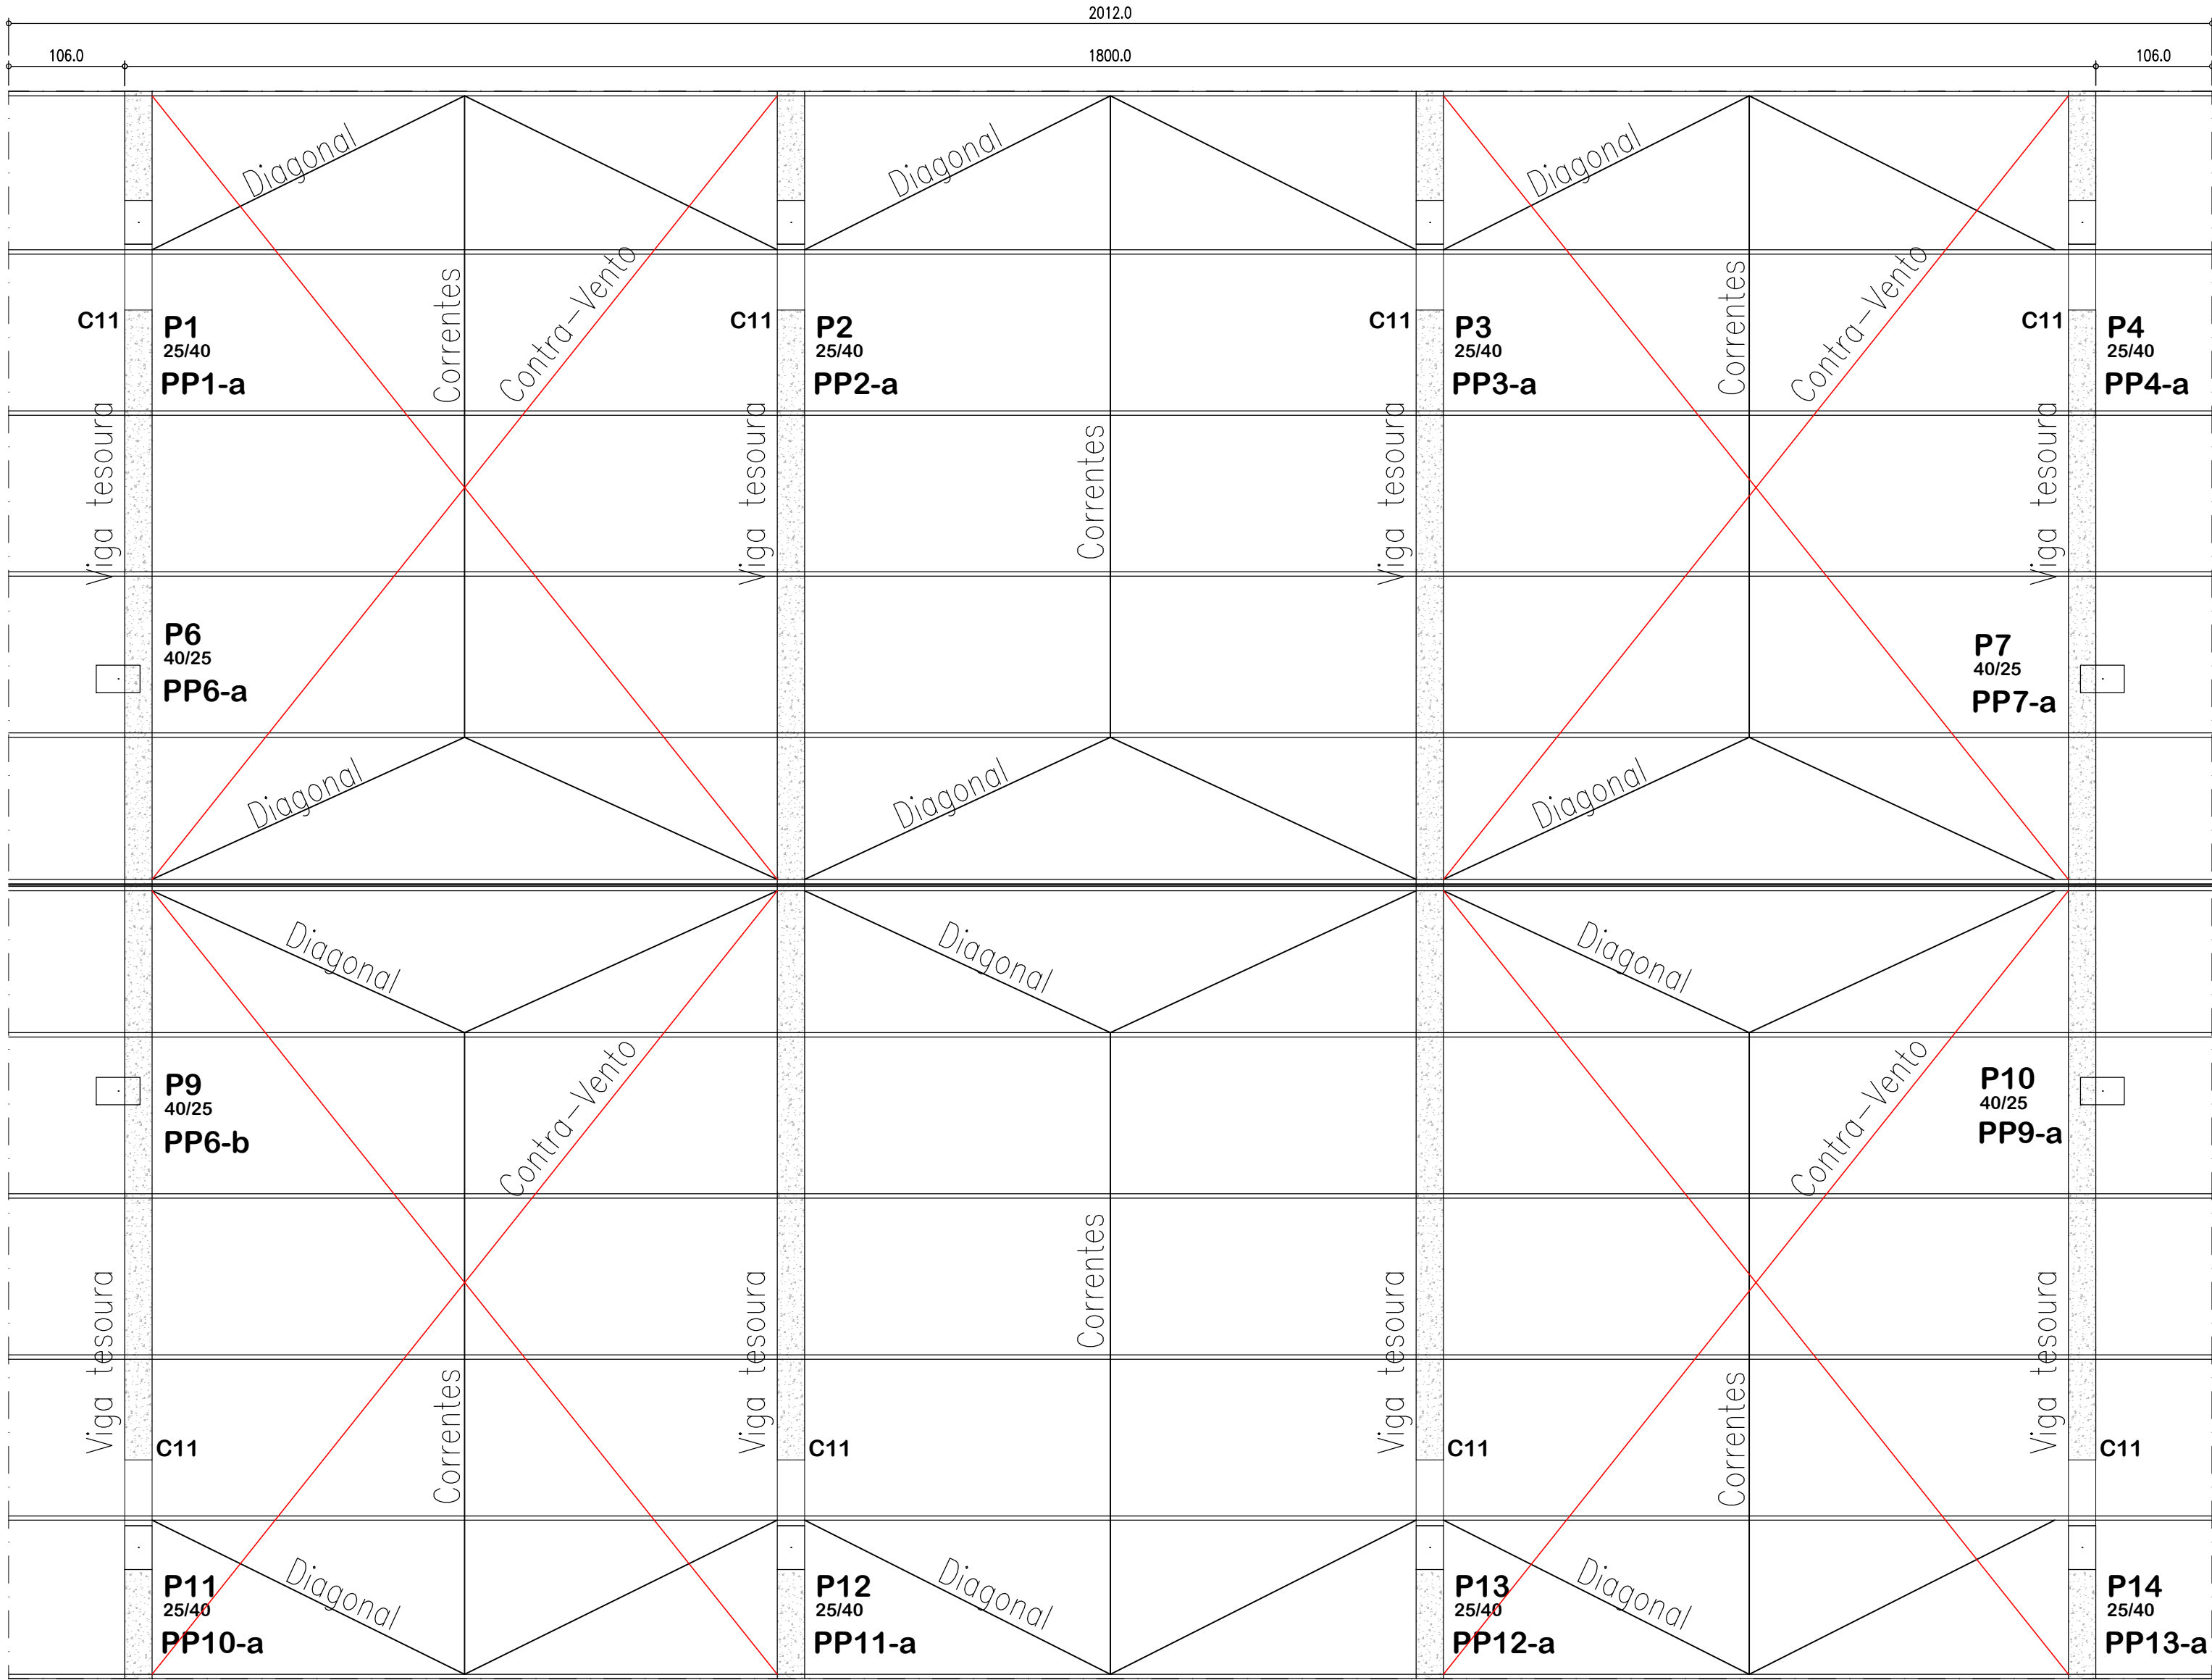 2012.0
106.0
1800.0
106.0
Diagonal
Diagonal
Diagonal
Correntes
Contra-Vento
Correntes
Contra-Vento
C11
P1
25/40
PP1-a
C11
P2
25/40
PP2-a
C11
P3
25/40
PP3-a
C11
P4
25/40
PP4-a
Viga tesoura
Viga tesoura
Correntes
Viga tesoura
Viga tesoura
P6
40/25
PP6-a
P7
40/25
PP7-a
Diagonal
Diagonal
Diagonal
Diagonal
Diagonal
Diagonal
P9
40/25
PP6-b
Contra-Vento
Contra-Vento
P10
40/25
PP9-a
Viga tesoura
Viga tesoura
Correntes
Viga tesoura
Viga tesoura
Correntes
Correntes
C11
C11
C11
C11
P11
25/40
PP10-a
Diagonal
P12
25/40
PP11-a
Diagonal
P13
25/40
PP12-a
Diagonal
P14
25/40
PP13-a